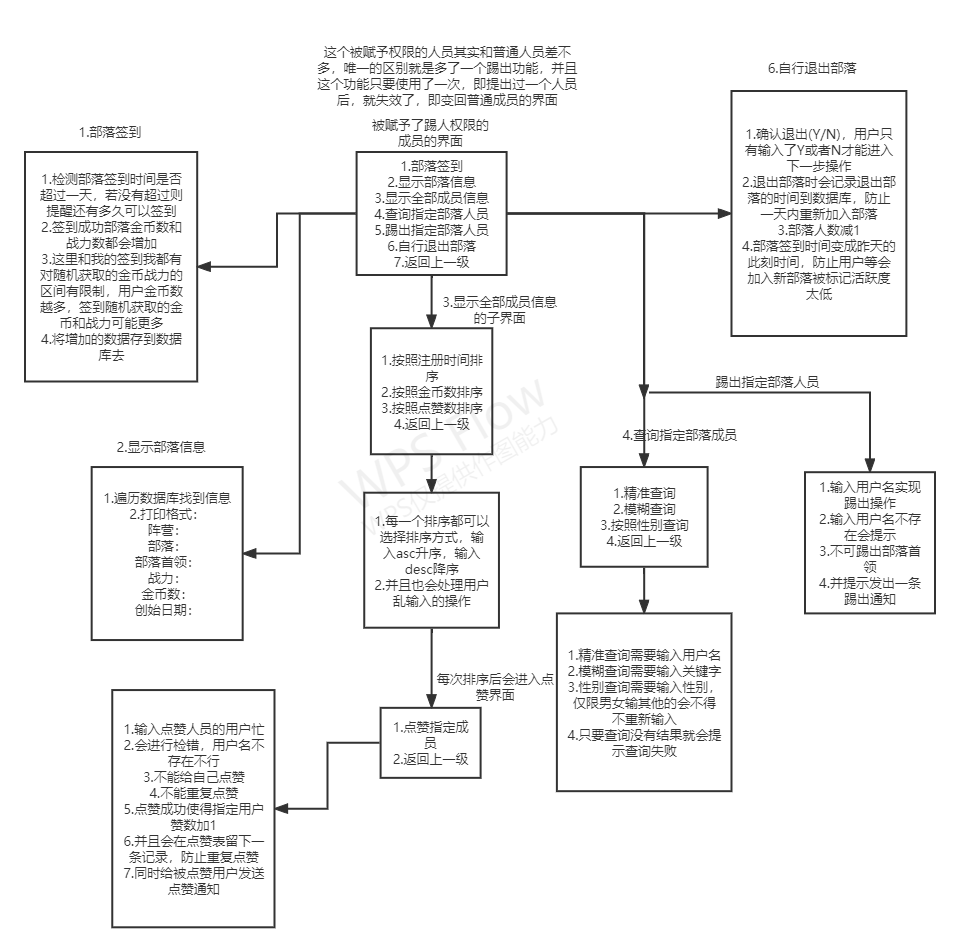 这个被赋予权限的人员其实和普通人员差不
多，唯一的区别就是多了一个踢出功能，并且
这个功能只要使用了一次，即提出过一个人员
后，就失效了，即变回普通成员的界面
被赋予了踢人权限的
成员的界面
1.部落签到
2.显示部落信息
3.显示全部成员信息
4.查询指定部落人员
5.踢出指定部落人员
6.自行退出部落
7.返回上一级
1.部落签到
1.检测部落签到时间是否
超过一天，若没有超过则
提醒还有多久可以签到
2.签到成功部落金币数和
战力数都会增加
3.这里和我的签到我都有
对随机获取的金币战力的
区间有限制，用户金币数
越多，签到随机获取的金
币和战力可能更多
4.将增加的数据存到数据
库去
2.显示部落信息
1.遍历数据库找到信息
2.打印格式：
阵营：
部落：
部落首领：
战力：
金币数：
创始日期：
3.显示全部成员信息
的子界面
1.按照注册时间排
序
2.按照金币数排序
3.按照点赞数排序
4.返回上一级
1.每一个排序都可以
选择排序方式，输
入asc升序，输入
desc降序
2.并且也会处理用户
乱输入的操作
每次排序后会进入点
赞界面
1.点赞指定成
员
2.返回上一级
1.输入点赞人员的用户忙
2.会进行检错，用户名不
存在不行
3.不能给自己点赞
4.不能重复点赞
5.点赞成功使得指定用户
赞数加1
6.并且会在点赞表留下一
条记录，防止重复点赞
7.同时给被点赞用户发送
点赞通知
4.查询指定部落成员
1.精准查询
2.模糊查询
3.按照性别查询
4.返回上一级
1.精准查询需要输入用户名
2.模糊查询需要输入关键字
3.性别查询需要输入性别，
仅限男女输其他的会不得
不重新输入
4.只要查询没有结果就会提
示查询失败
踢出指定部落人员
1.输入用户名实现
踢出操作
2.输入用户名不存
在会提示
3.不可踢出部落首
领
4.并提示发出一条
踢出通知
6.自行退出部落
1.确认退出(Y/N)，用户只
有输入了Y或者N才能进入
下一步操作
2.退出部落时会记录退出部
落的时间到数据库，防止
一天内重新加入部落
3.部落人数减1
4.部落签到时间变成昨天的
此刻时间，防止用户等会
加入新部落被标记活跃度
太低
WPS Flow
WPS仅提供作图能力